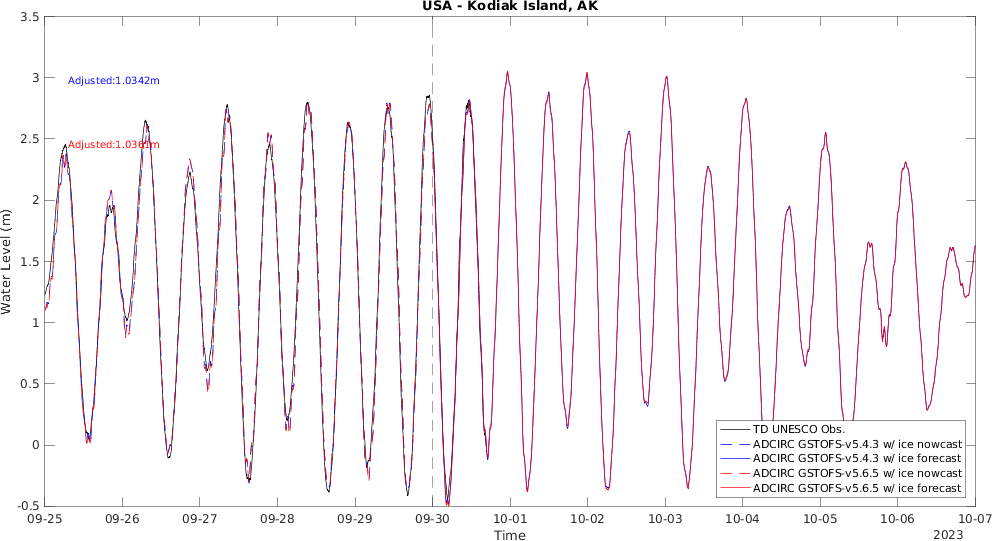 USA - Kodiak Island, AK
3.5
3
2.5
2
1.5
1
0.5
0
-0.5
Water Level (m)
Adjusted:1.0342m
Adjusted:1.0361m
TD UNESCO Obs.
ADCIRC GSTOFS-v5.4.3 w/ ice nowcast
ADCIRC GSTOFS-v5.4.3 w/ ice forecast
ADCIRC GSTOFS-v5.6.5 w/ ice nowcast
ADCIRC GSTOFS-v5.6.5 w/ ice forecast
09-25 09-26 09-27 09-28 09-29 09-30 10-01 10-02 10-03 10-04 10-05 10-06 10-07
Time
2023